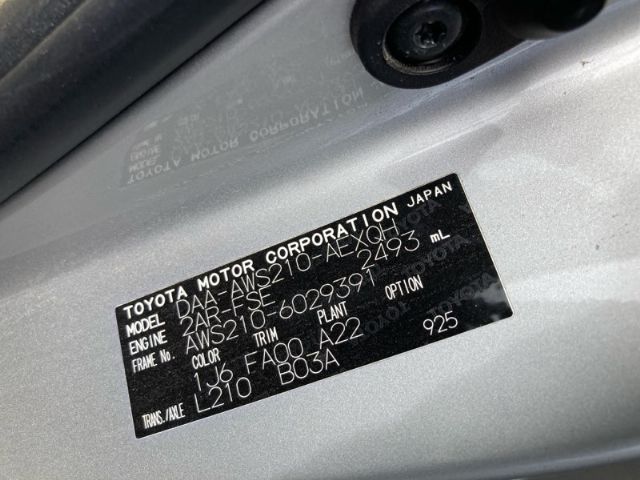 TOYOTA MOTOR CORPORATION JAPAN
MODEL DAA-AWS210-AEXQH
ENGINE 2AR-FSE 2493 mL
FRAME No. AWS210-6029391
COLOR TRIM PLANT OPTION
1J6 FA00 A22 925
TRANS./AXLE L210 B03A